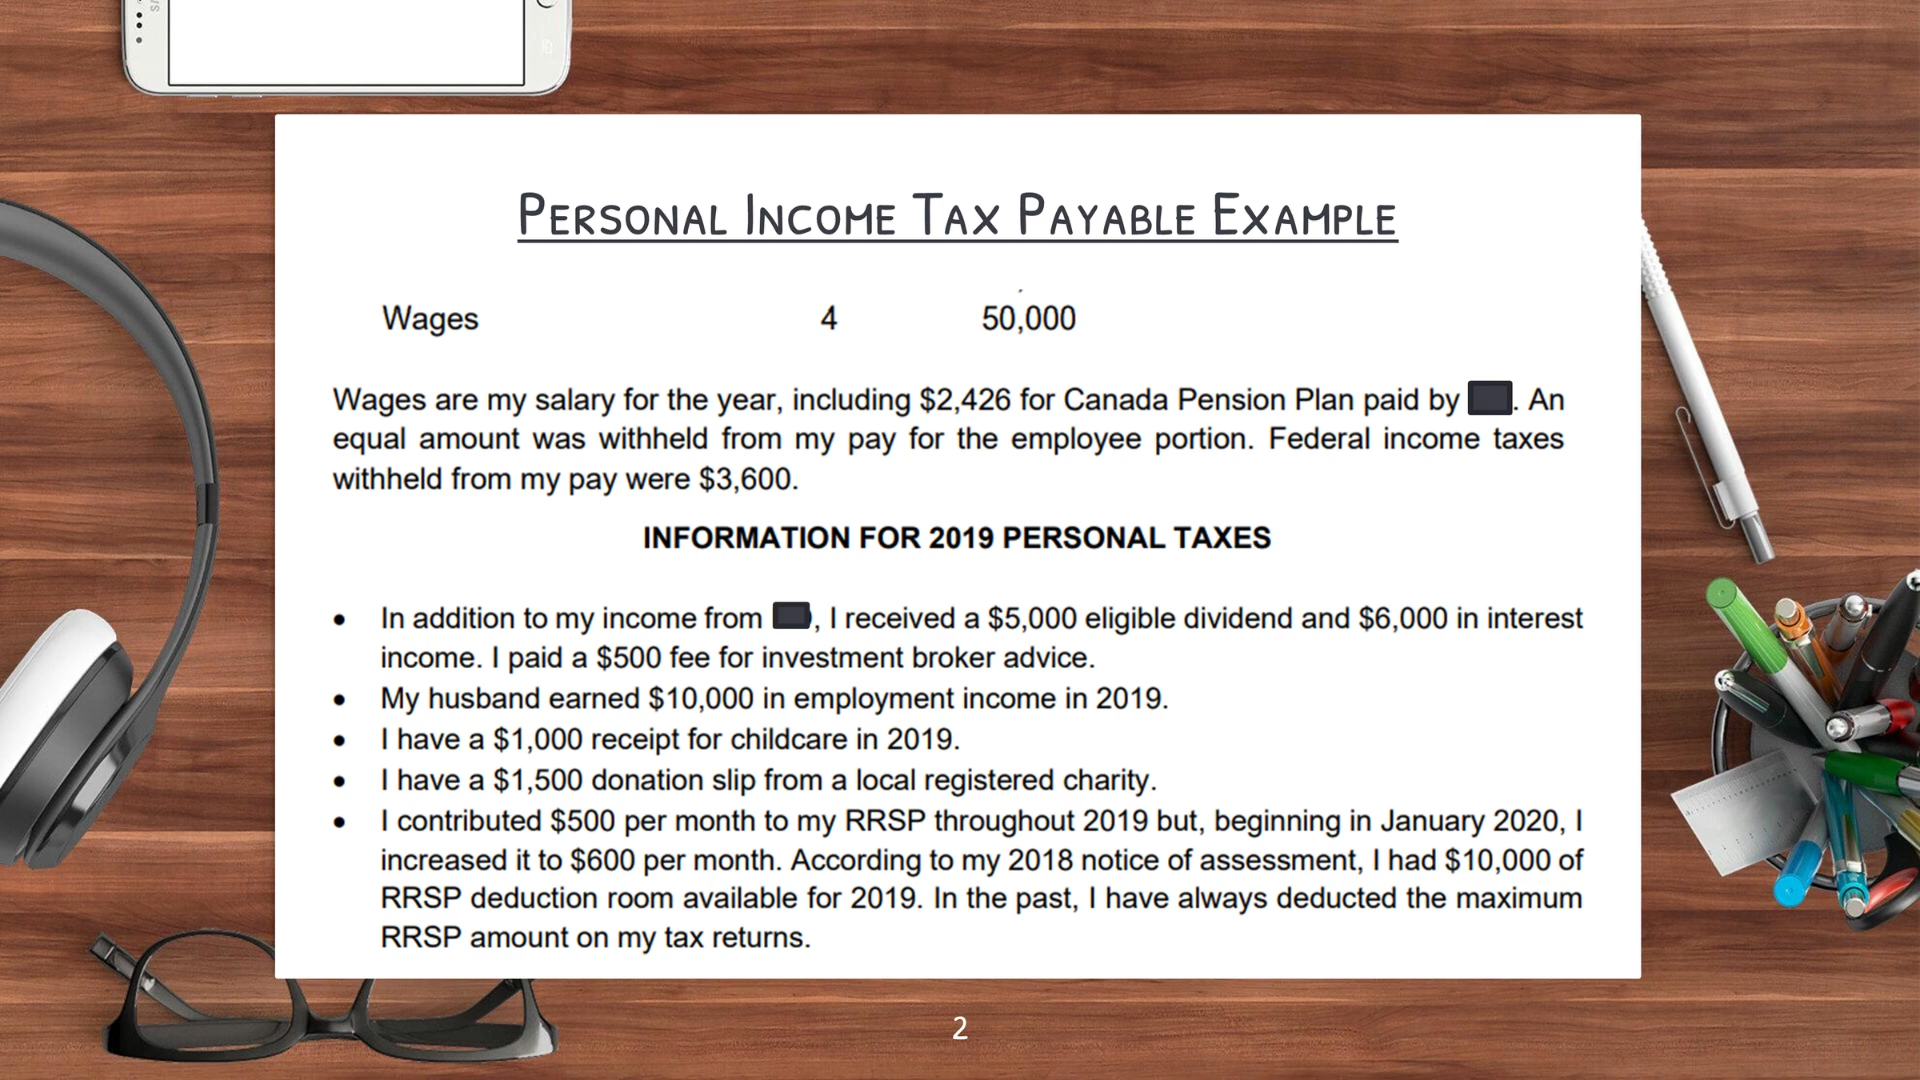 Personal Income Tax Payable Example
Wages 4 50,000
Wages are my salary for the year, including $2,426 for Canada Pension Plan paid by . An
equal amount was withheld from my pay for the employee portion. Federal income taxes
withheld from my pay were $3,600.
INFORMATION FOR 2019 PERSONAL TAXES
• In addition to my income from , I received a $5,000 eligible dividend and $6,000 in interest
income. I paid a $500 fee for investment broker advice.
• My husband earned $10,000 in employment income in 2019.
• I have a $1,000 receipt for childcare in 2019.
• I have a $1,500 donation slip from a local registered charity.
• I contributed $500 per month to my RRSP throughout 2019 but, beginning in January 2020, I
increased it to $600 per month. According to my 2018 notice of assessment, I had $10,000 of
RRSP deduction room available for 2019. In the past, I have always deducted the maximum
RRSP amount on my tax returns.
2